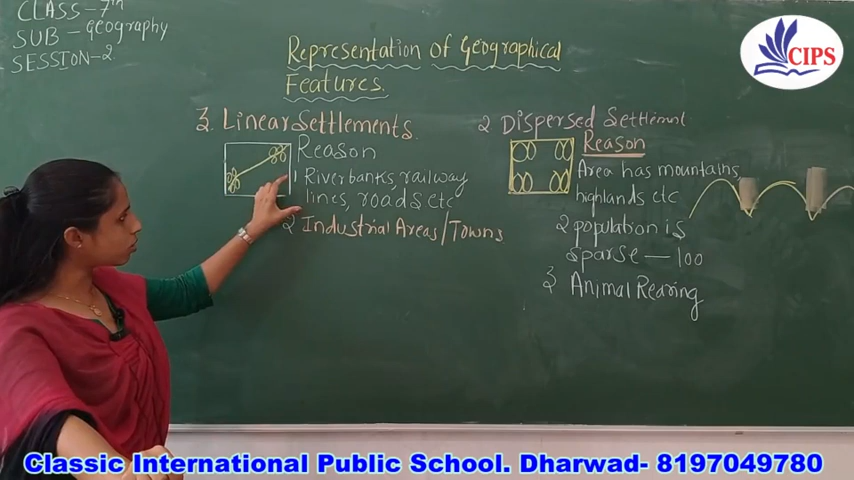 CLASS - 7th
SUB - Geography
SESSION - 2
CIPS
Representation of Geographical
Features.
3. Linear Settlements.
Reason
1 Riverbanks, railway
lines, roads etc
2 Industrial Areas/Towns
2 Dispersed Settlement
Reason
Area has mountains,
highlands etc
2 population is
sparse — 100
3 Animal Rearing
Classic International Public School. Dharwad- 8197049780